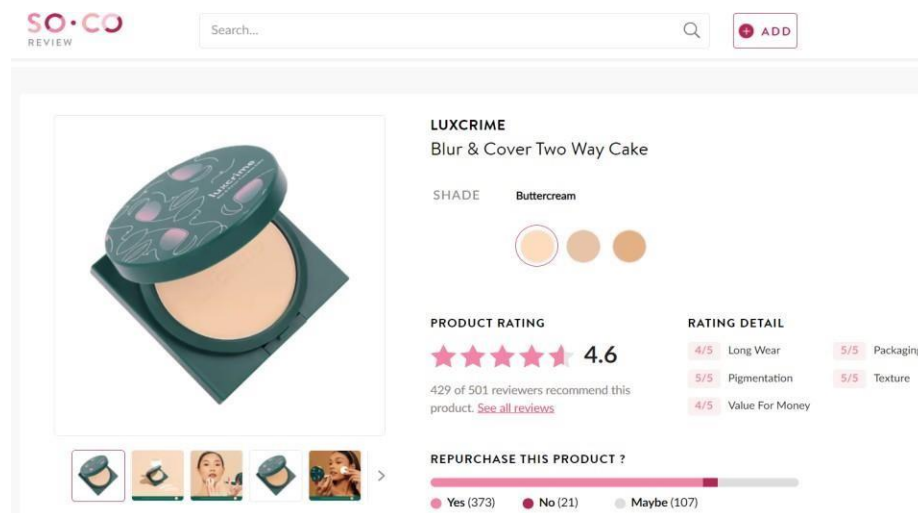 SO·CO
REVIEW
Search...
ADD
LUXCRIME
Blur & Cover Two Way Cake
SHADE
Buttercream
luxcrime
PRODUCT RATING
4.6
429 of 501 reviewers recommend this
product. See all reviews
RATING DETAIL
4/5 Long Wear
5/5 Packaging
5/5 Pigmentation
5/5 Texture
4/5 Value For Money
REPURCHASE THIS PRODUCT ?
Yes (373)
No (21)
Maybe (107)